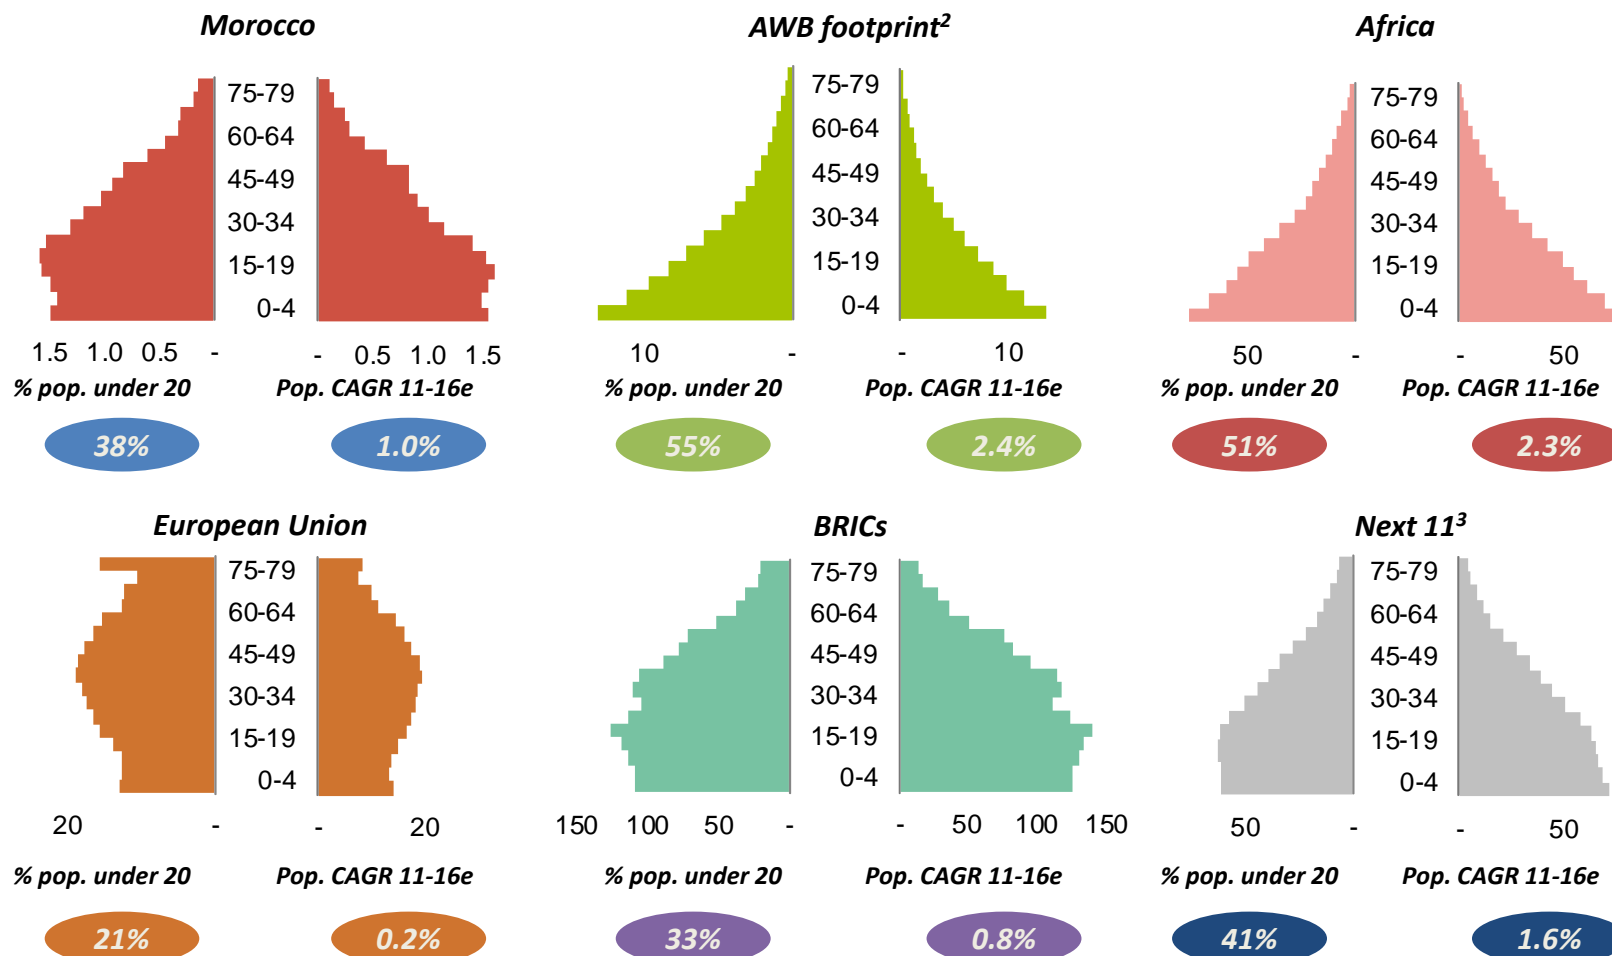 Morocco
75-79
60-64
45-49
30-34
15-19
0-4
1.5 1.0 0.5 - - 0.5 1.0 1.5
% pop. under 20 Pop. CAGR 11-16e
38% 1.0%
AWB footprint²
75-79
60-64
45-49
30-34
15-19
0-4
10 - - 10
% pop. under 20 Pop. CAGR 11-16e
55% 2.4%
Africa
75-79
60-64
45-49
30-34
15-19
0-4
50 - - 50
% pop. under 20 Pop. CAGR 11-16e
51% 2.3%
European Union
75-79
60-64
45-49
30-34
15-19
0-4
20 - - 20
% pop. under 20 Pop. CAGR 11-16e
21% 0.2%
BRICs
75-79
60-64
45-49
30-34
15-19
0-4
150 100 50 - - 50 100 150
% pop. under 20 Pop. CAGR 11-16e
33% 0.8%
Next 11³
75-79
60-64
45-49
30-34
15-19
0-4
50 - - 50
% pop. under 20 Pop. CAGR 11-16e
41% 1.6%